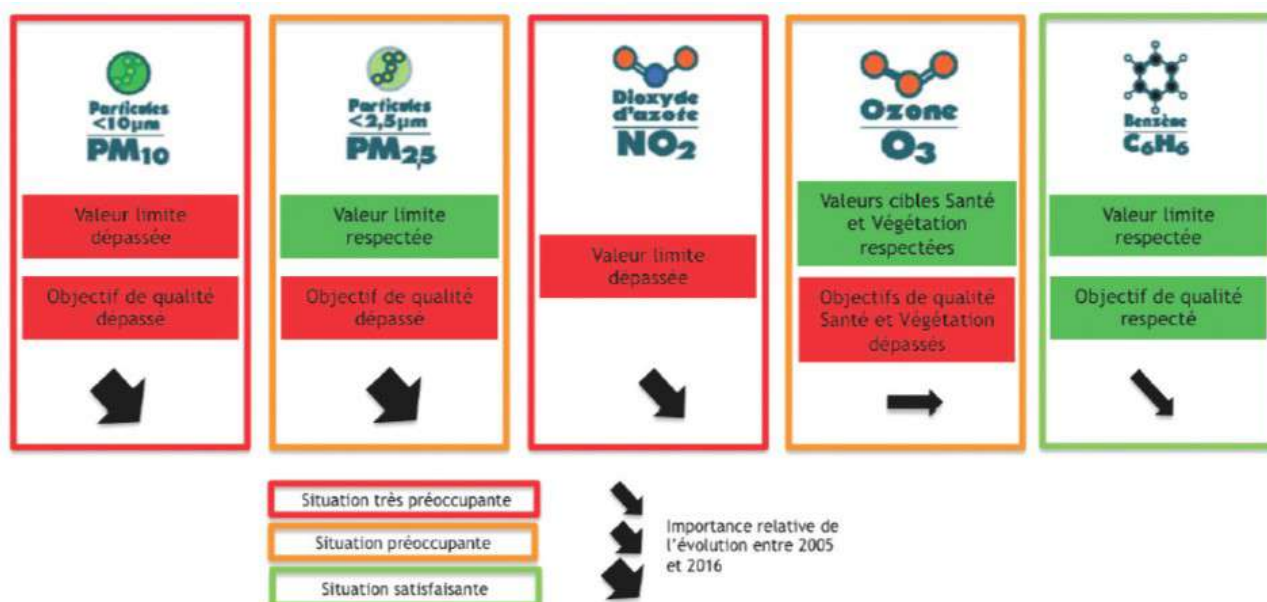 Particules
<10µm
PM10
Valeur limite
dépassée
Objectif de qualité
dépassé
Particules
<2,5µm
PM2,5
Valeur limite
respectée
Objectif de qualité
dépassé
Dioxyde
d'azote
NO2
Valeur limite
dépassée
Ozone
O3
Valeurs cibles Santé
et Végétation
respectées
Objectifs de qualité
Santé et Végétation
dépassés
Benzène
C6H6
Valeur limite
respectée
Objectif de qualité
respecté
Situation très préoccupante
Situation préoccupante
Situation satisfaisante
Importance relative de
l'évolution entre 2005
et 2016